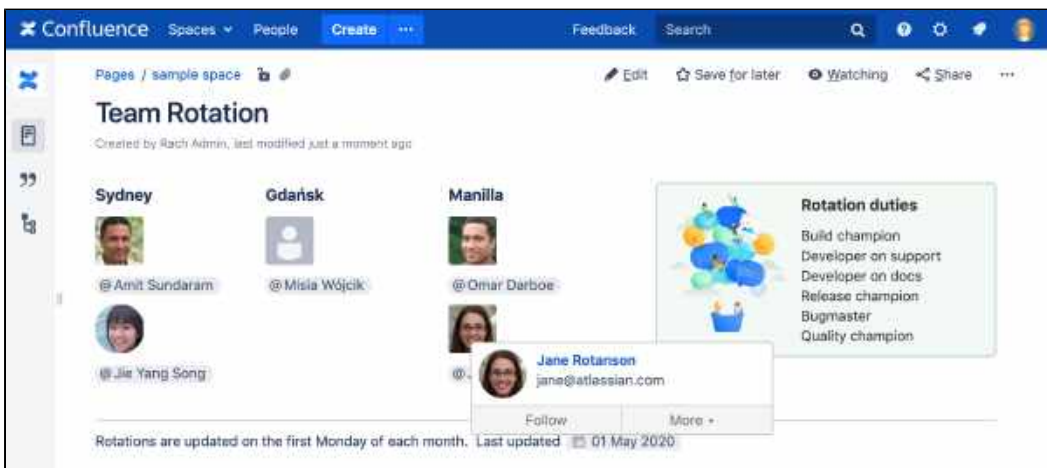 Confluence Spaces People Create ··· Feedback Search
Pages / sample space Edit Save for later Watching Share ···
Team Rotation
Created by Rach Admin, last modified just a moment ago
Sydney Gdańsk Manilla
@Amit Sundaram @Misia Wójcik @Omar Darboe
@Jie Yang Song @J
Rotation duties
Build champion
Developer on support
Developer on docs
Release champion
Bugmaster
Quality champion
Jane Rotanson
jane@atlassian.com
Follow More
Rotations are updated on the first Monday of each month. Last updated 01 May 2020